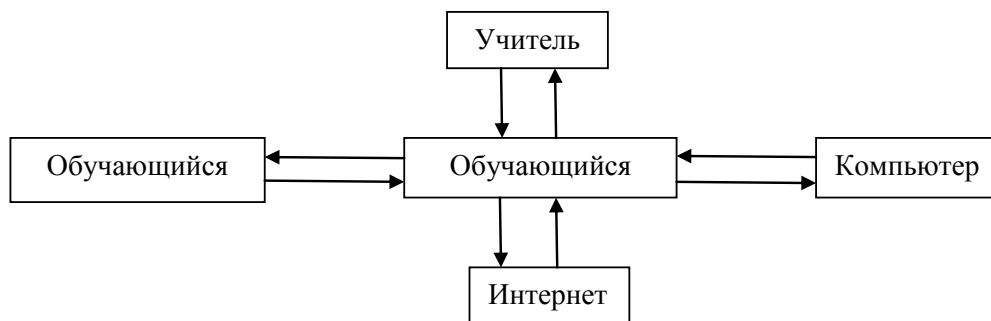 Учитель
Обучающийся
Обучающийся
Компьютер
Интернет